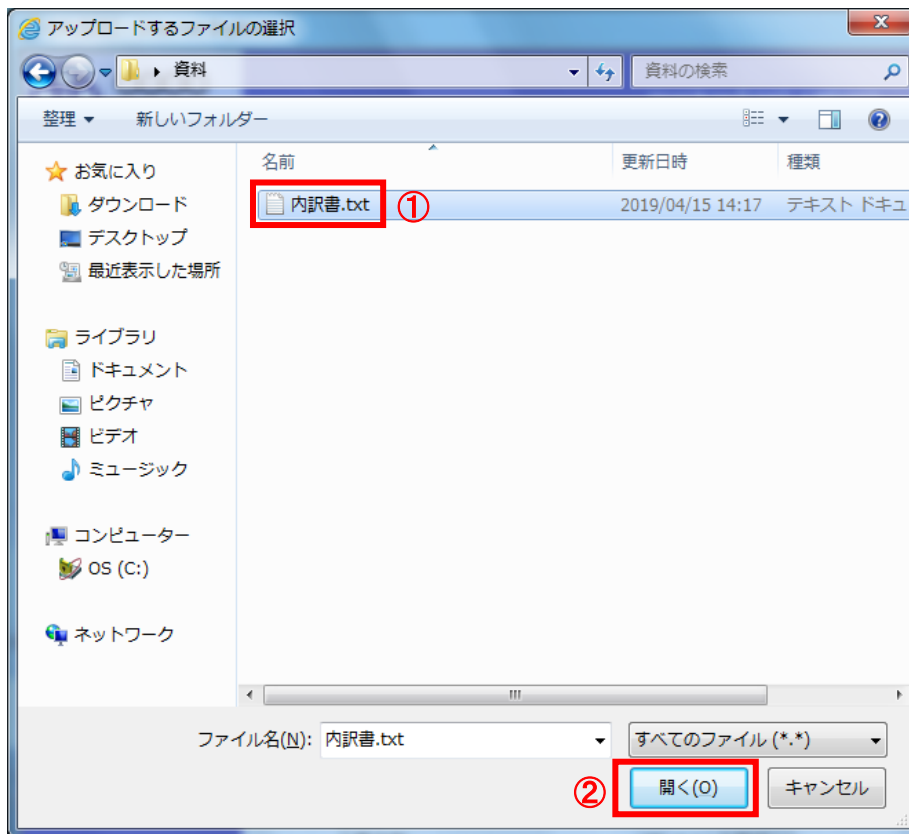 アップロードするファイルの選択
資料
資料の検索
整理
新しいフォルダー
名前
更新日時
種類
内訳書.txt
①
2019/04/15 14:17
テキスト ドキュ
お気に入り
ダウンロード
デスクトップ
最近表示した場所
ライブラリ
ドキュメント
ピクチャ
ビデオ
ミュージック
コンピューター
OS (C:)
ネットワーク
ファイル名(N):
内訳書.txt
すべてのファイル (*.*)
②
開く(O)
キャンセル